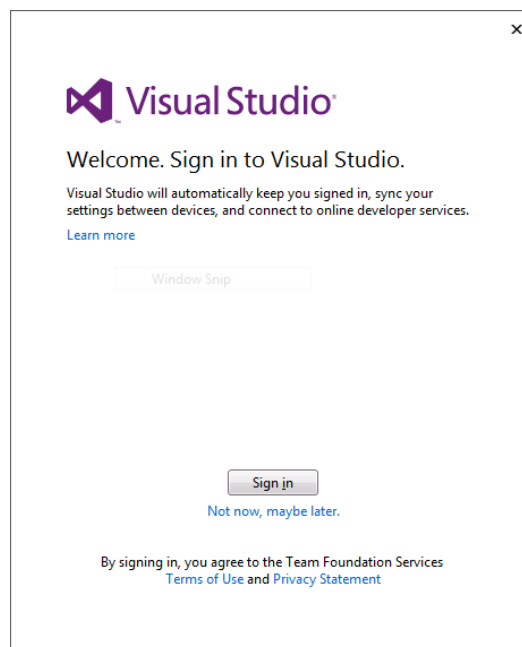 Visual Studio®
™
Welcome. Sign in to Visual Studio.
Visual Studio will automatically keep you signed in, sync your
settings between devices, and connect to online developer services.
Learn more
Window Snip
Sign in
Not now, maybe later.
By signing in, you agree to the Team Foundation Services
Terms of Use and Privacy Statement